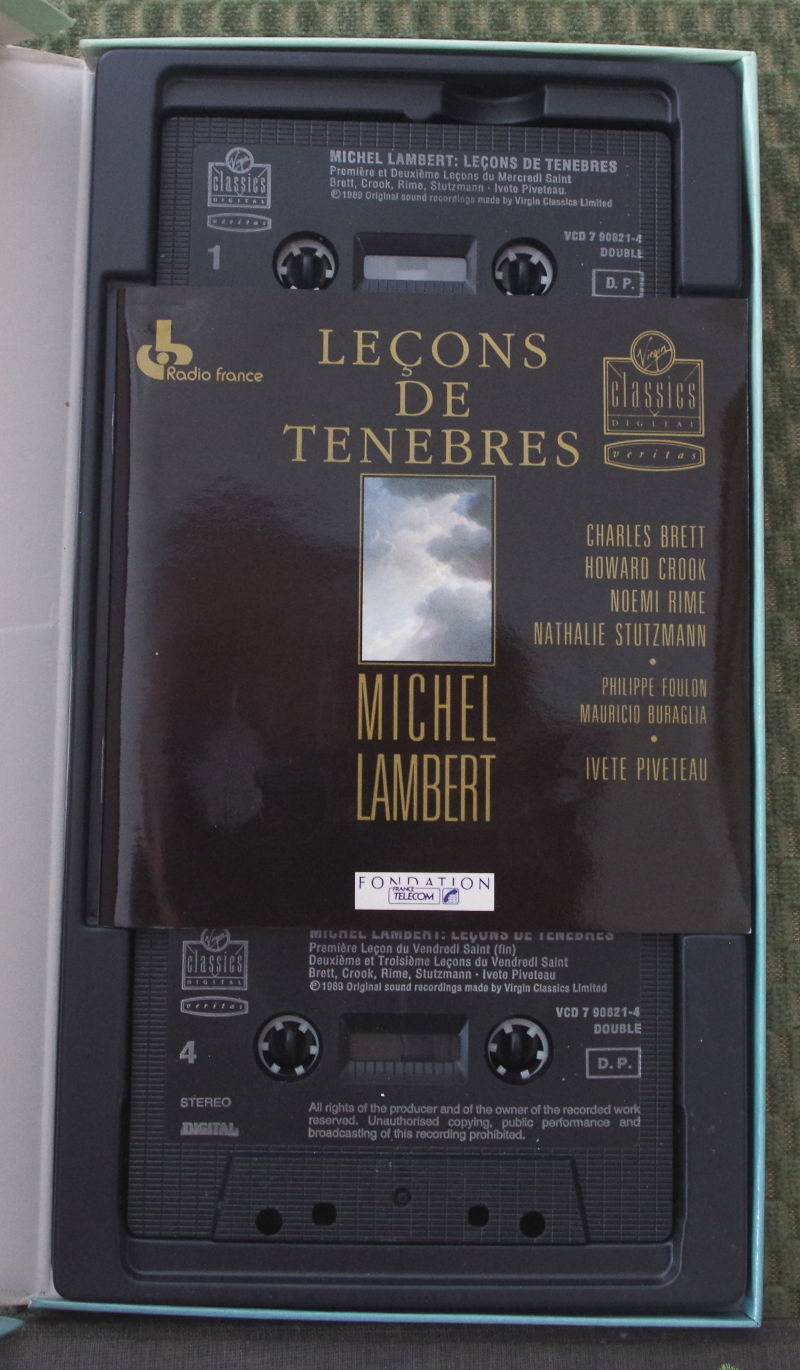 Virgin
classics
DIGITAL
veritas
1
MICHEL LAMBERT: LEÇONS DE TENEBRES
Première et Deuxième Leçons du Mercredi Saint
Brett, Crook, Rime, Stutzmann · Ivete Piveteau.
℗1989 Original sound recordings made by Virgin Classics Limited
VCD 7 90821-4
DOUBLE
D. P.
Radio france
LEÇONS
DE
TENEBRES
Virgin
classics
DIGITAL
veritas
CHARLES BRETT
HOWARD CROOK
NOEMI RIME
NATHALIE STUTZMANN
•
PHILIPPE FOULON
MAURICIO BURAGLIA
•
IVETE PIVETEAU
MICHEL
LAMBERT
FONDATION
FRANCE
TELECOM
MICHEL LAMBERT: LEÇONS DE TENEBRES
Première Leçon du Vendredi Saint (fin)
Deuxième et Troisième Leçons du Vendredi Saint
Brett, Crook, Rime, Stutzmann · Ivete Piveteau
℗1989 Original sound recordings made by Virgin Classics Limited
Virgin
classics
DIGITAL
veritas
VCD 7 90821-4
DOUBLE
4
D. P.
STEREO
DIGITAL
All rights of the producer and of the owner of the recorded work
reserved. Unauthorised copying, public performance and
broadcasting of this recording prohibited.